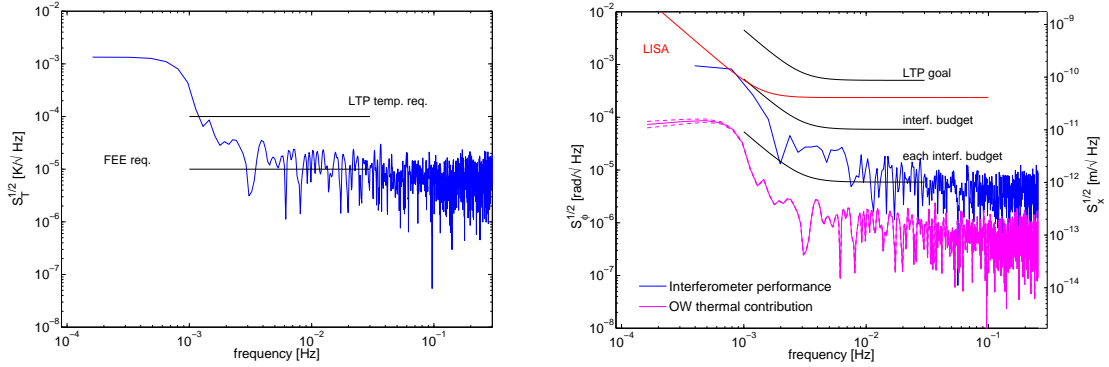 10⁻²
10⁻³
10⁻⁴
10⁻⁵
10⁻⁶
10⁻⁷
10⁻⁸
S_T^{1/2} [K/√ Hz]
LTP temp. req.
FEE req.
10⁻⁴ 10⁻³ 10⁻² 10⁻¹
frequency [Hz]
10⁻²
10⁻³
10⁻⁴
10⁻⁵
10⁻⁶
10⁻⁷
10⁻⁸
S_ϕ^{1/2} [rad/√ Hz]
LISA
LTP goal
interf. budget
each interf. budget
Interferometer performance
OW thermal contribution
10⁻⁴ 10⁻³ 10⁻² 10⁻¹
frequency [Hz]
10⁻⁹
10⁻¹⁰
10⁻¹¹
10⁻¹²
10⁻¹³
10⁻¹⁴
S_x^{1/2} [m/√ Hz]